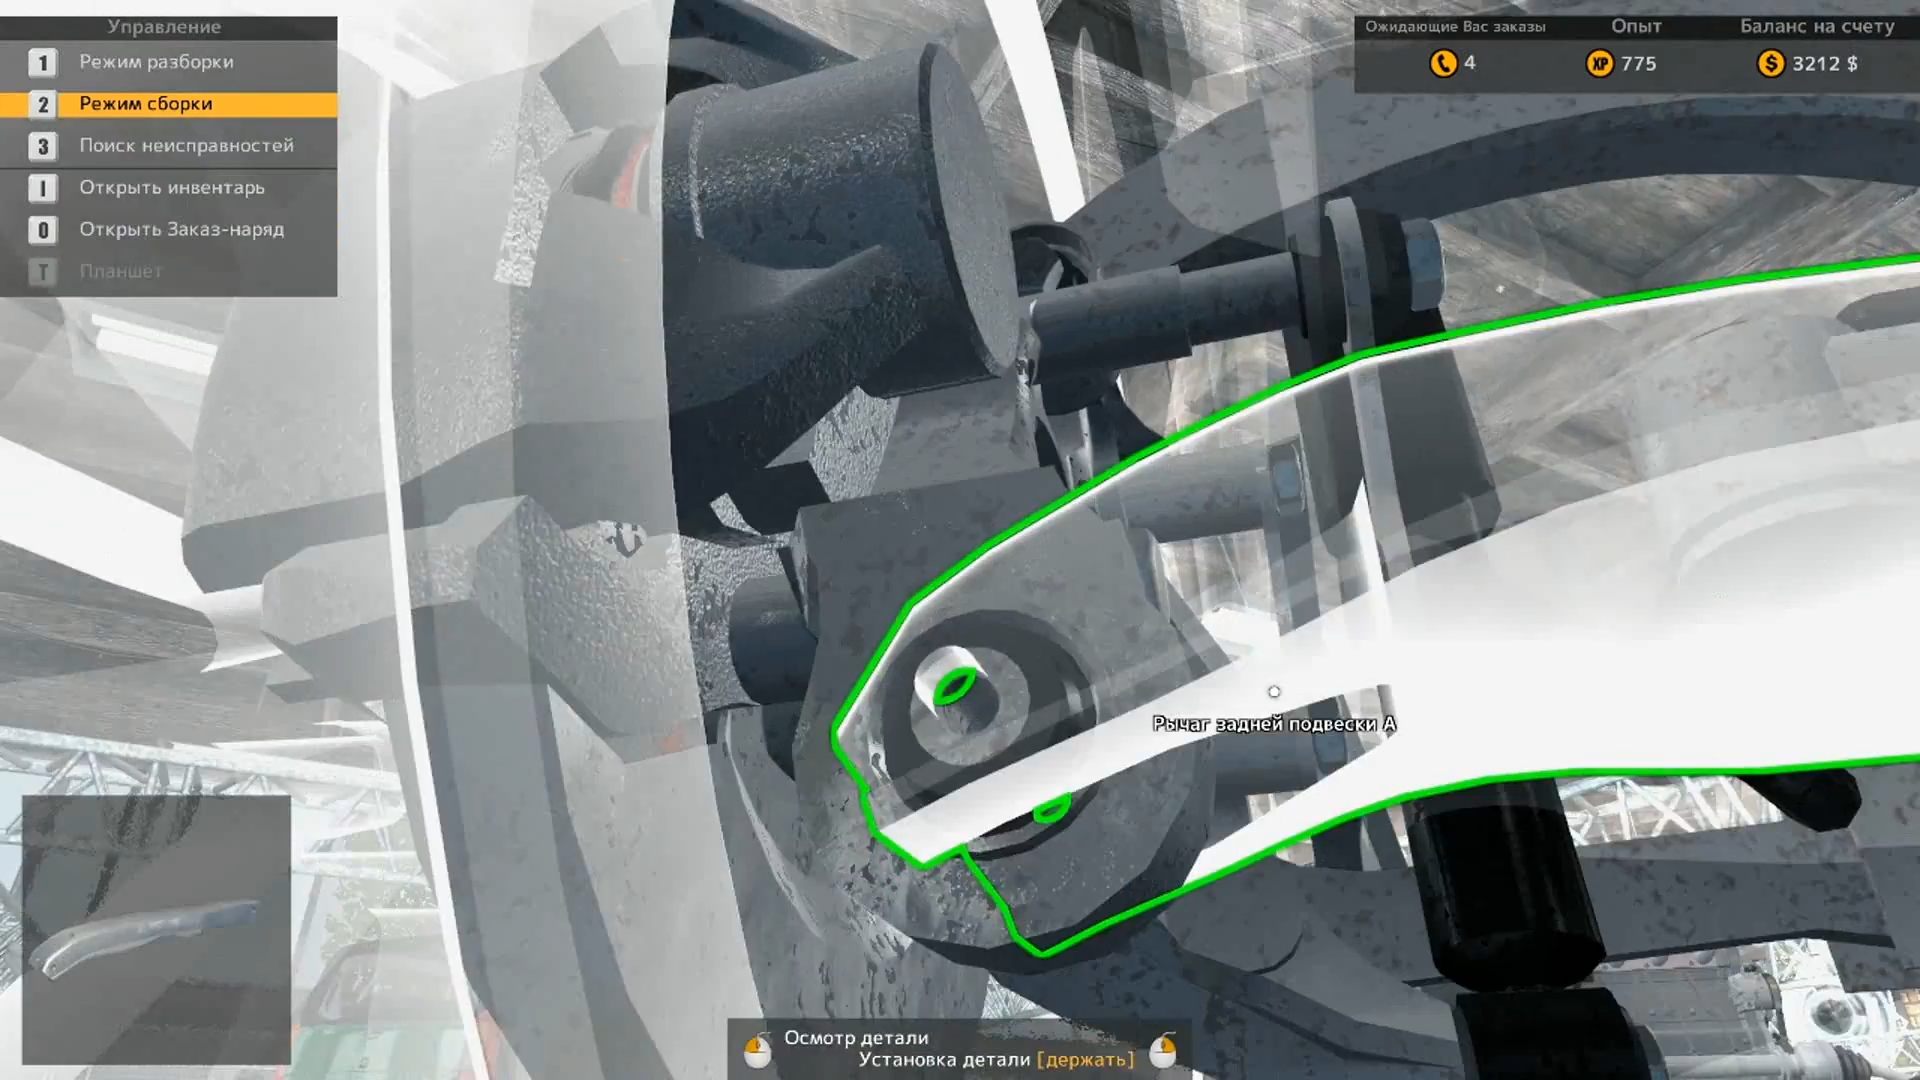 Управление
1 Режим разборки
2 Режим сборки
3 Поиск неисправностей
I Открыть инвентарь
O Открыть Заказ-наряд
T Планшет
Ожидающие Вас заказы Опыт Баланс на счету
4 XP 775 $ 3212 $
Рычаг задней подвески А
Осмотр детали
Установка детали [держать]